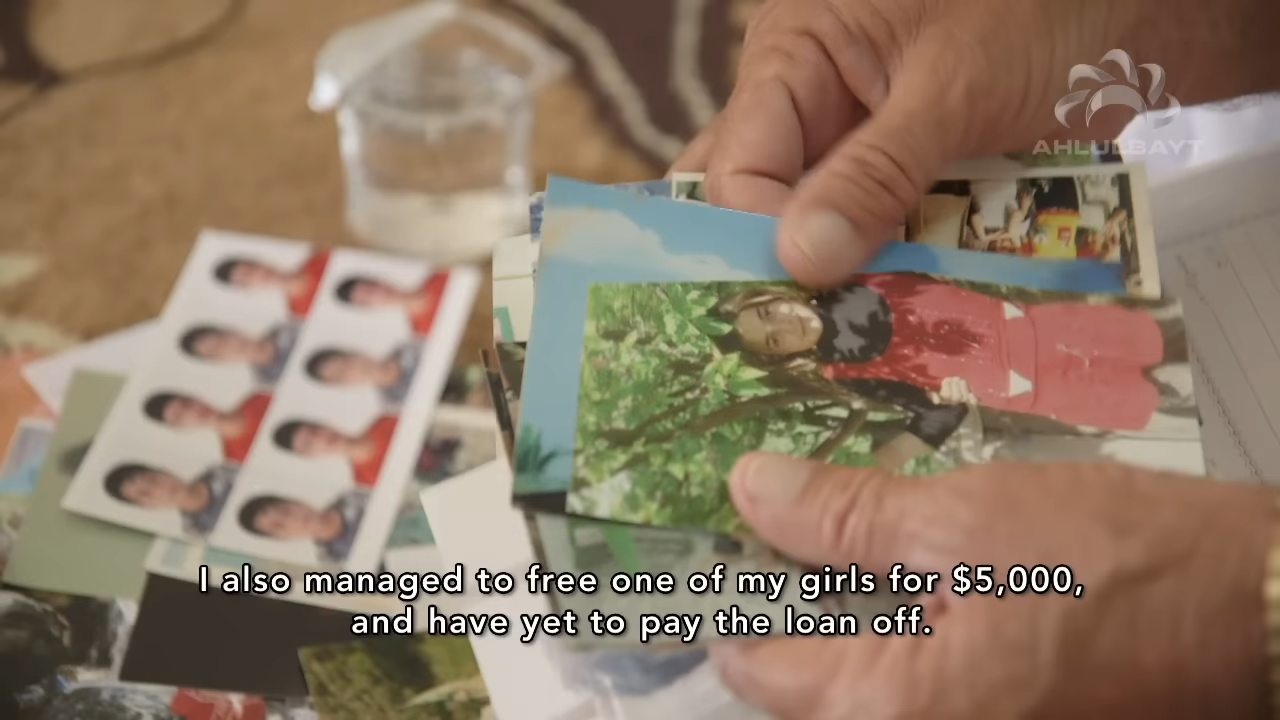 AHLULBAYT
I also managed to free one of my girls for $5,000,
and have yet to pay the loan off.